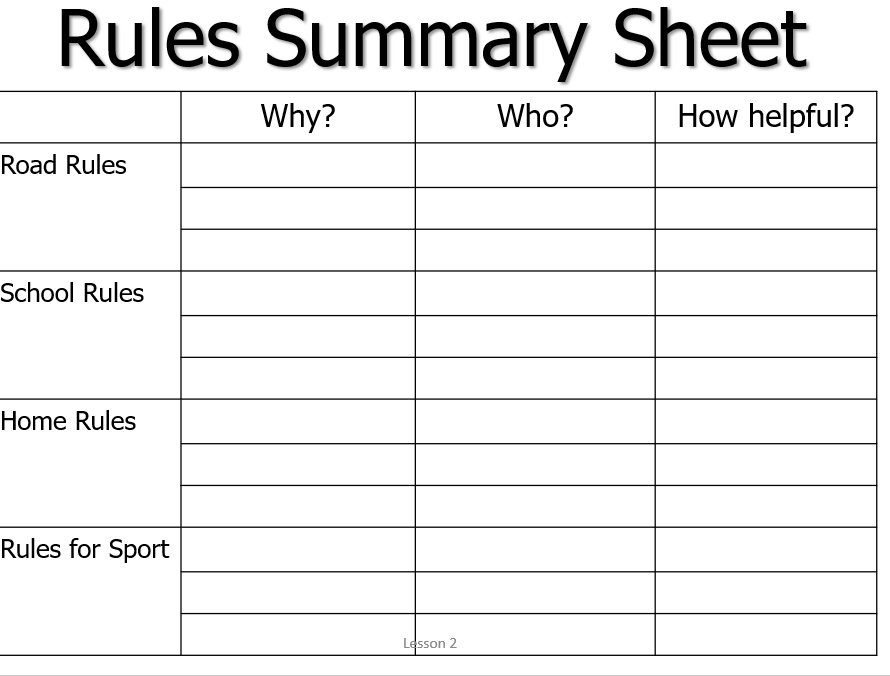 Rules Summary Sheet
Why? Who? How helpful?
Road Rules
School Rules
Home Rules
Rules for Sport
Lesson 2